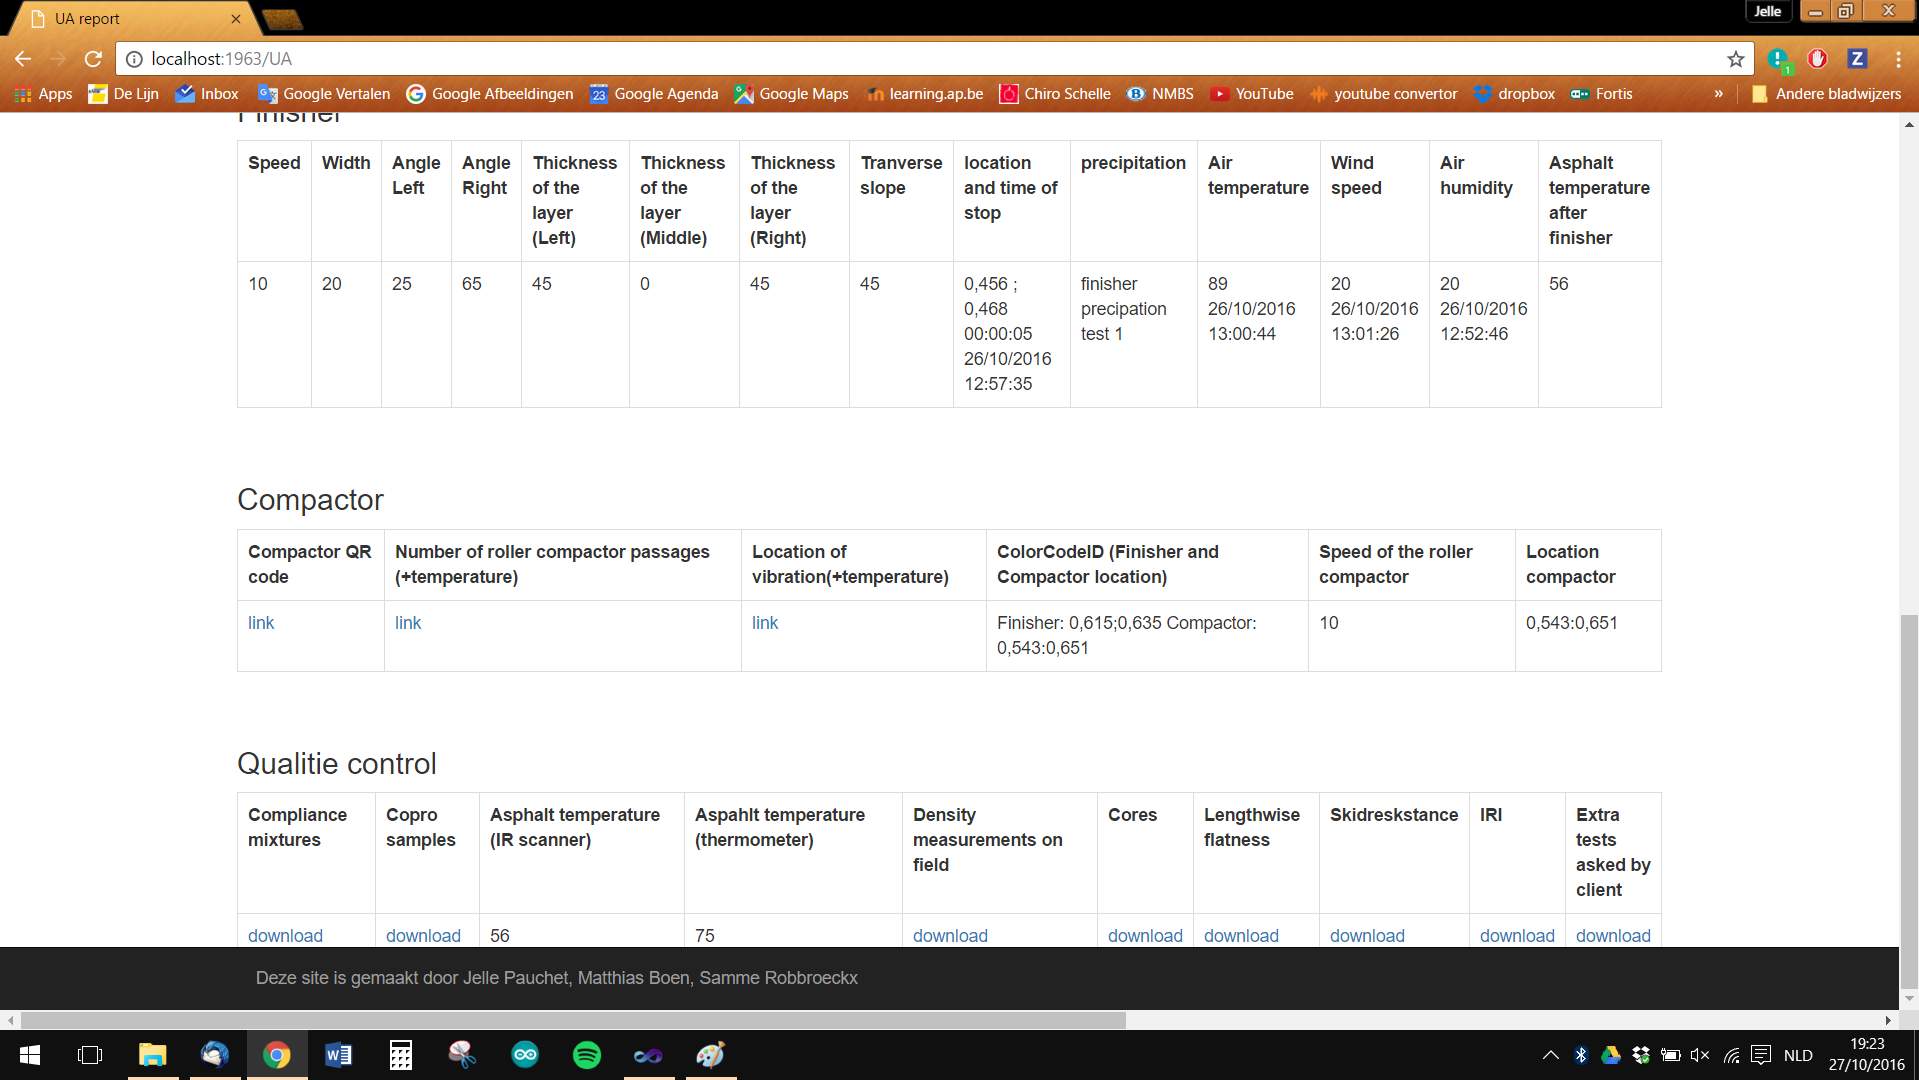 UA report
Jelle
localhost:1963/UA
1
Apps De Lijn Inbox Google Vertalen Google Afbeeldingen 23 Google Agenda Google Maps learning.ap.be Chiro Schelle B NMBS YouTube youtube convertor dropbox Fortis » Andere bladwijzers
Finisher
Speed Width Angle Left Angle Right Thickness of the layer (Left) Thickness of the layer (Middle) Thickness of the layer (Right) Tranverse slope location and time of stop precipitation Air temperature Wind speed Air humidity Asphalt temperature after finisher
10 20 25 65 45 0 45 45 0,456 ; 0,468 00:00:05 26/10/2016 12:57:35 finisher precipation test 1 89 26/10/2016 13:00:44 20 26/10/2016 13:01:26 20 26/10/2016 12:52:46 56
Compactor
Compactor QR code Number of roller compactor passages (+temperature) Location of vibration(+temperature) ColorCodeID (Finisher and Compactor location) Speed of the roller compactor Location compactor
link link link Finisher: 0,615;0,635 Compactor: 0,543:0,651 10 0,543:0,651
Qualitie control
Compliance mixtures Copro samples Asphalt temperature (IR scanner) Aspahlt temperature (thermometer) Density measurements on field Cores Lengthwise flatness Skidreskstance IRI Extra tests asked by client
download download 56 75 download download download download download download
Deze site is gemaakt door Jelle Pauchet, Matthias Boen, Samme Robbroeckx
NLD
19:23
27/10/2016